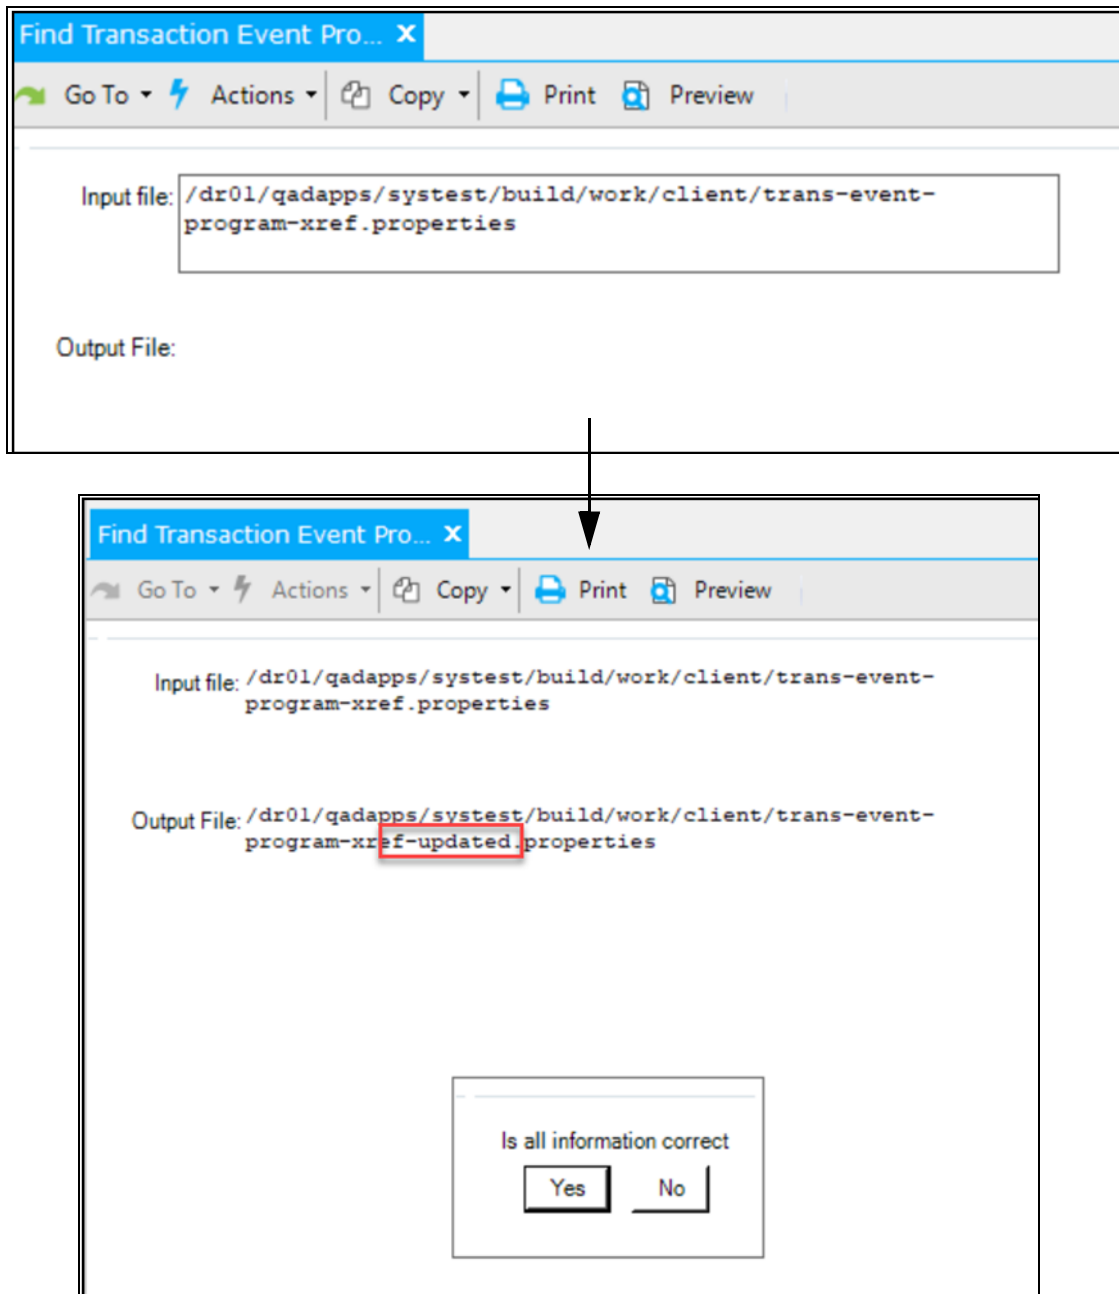 Find Transaction Event Pro... X
Go To Actions Copy Print Preview
Input file: /dr01/qadapps/systest/build/work/client/trans-event-
program-xref.properties
Output File:
Find Transaction Event Pro... X
Go To Actions Copy Print Preview
Input file: /dr01/qadapps/systest/build/work/client/trans-event-
program-xref.properties
Output File: /dr01/qadapps/systest/build/work/client/trans-event-
program-xref-updated.properties
Is all information correct
Yes No